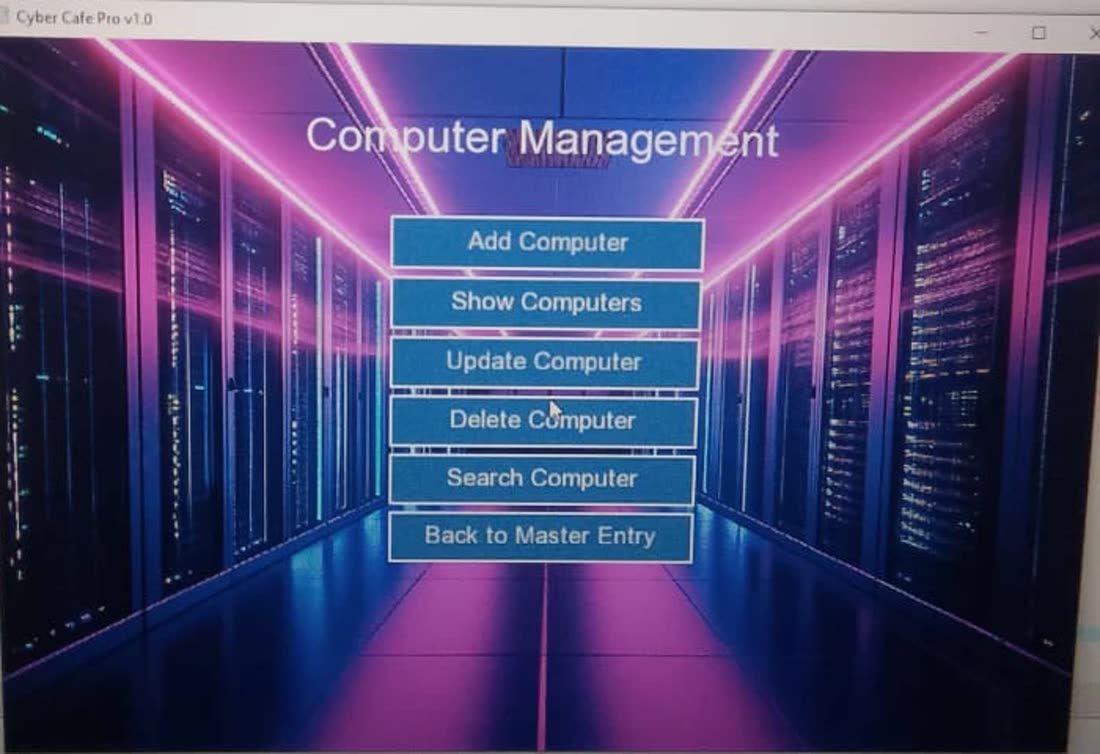 Cyber Cafe Pro v1.0
Computer Management
Add Computer
Show Computers
Update Computer
Delete Computer
Search Computer
Back to Master Entry